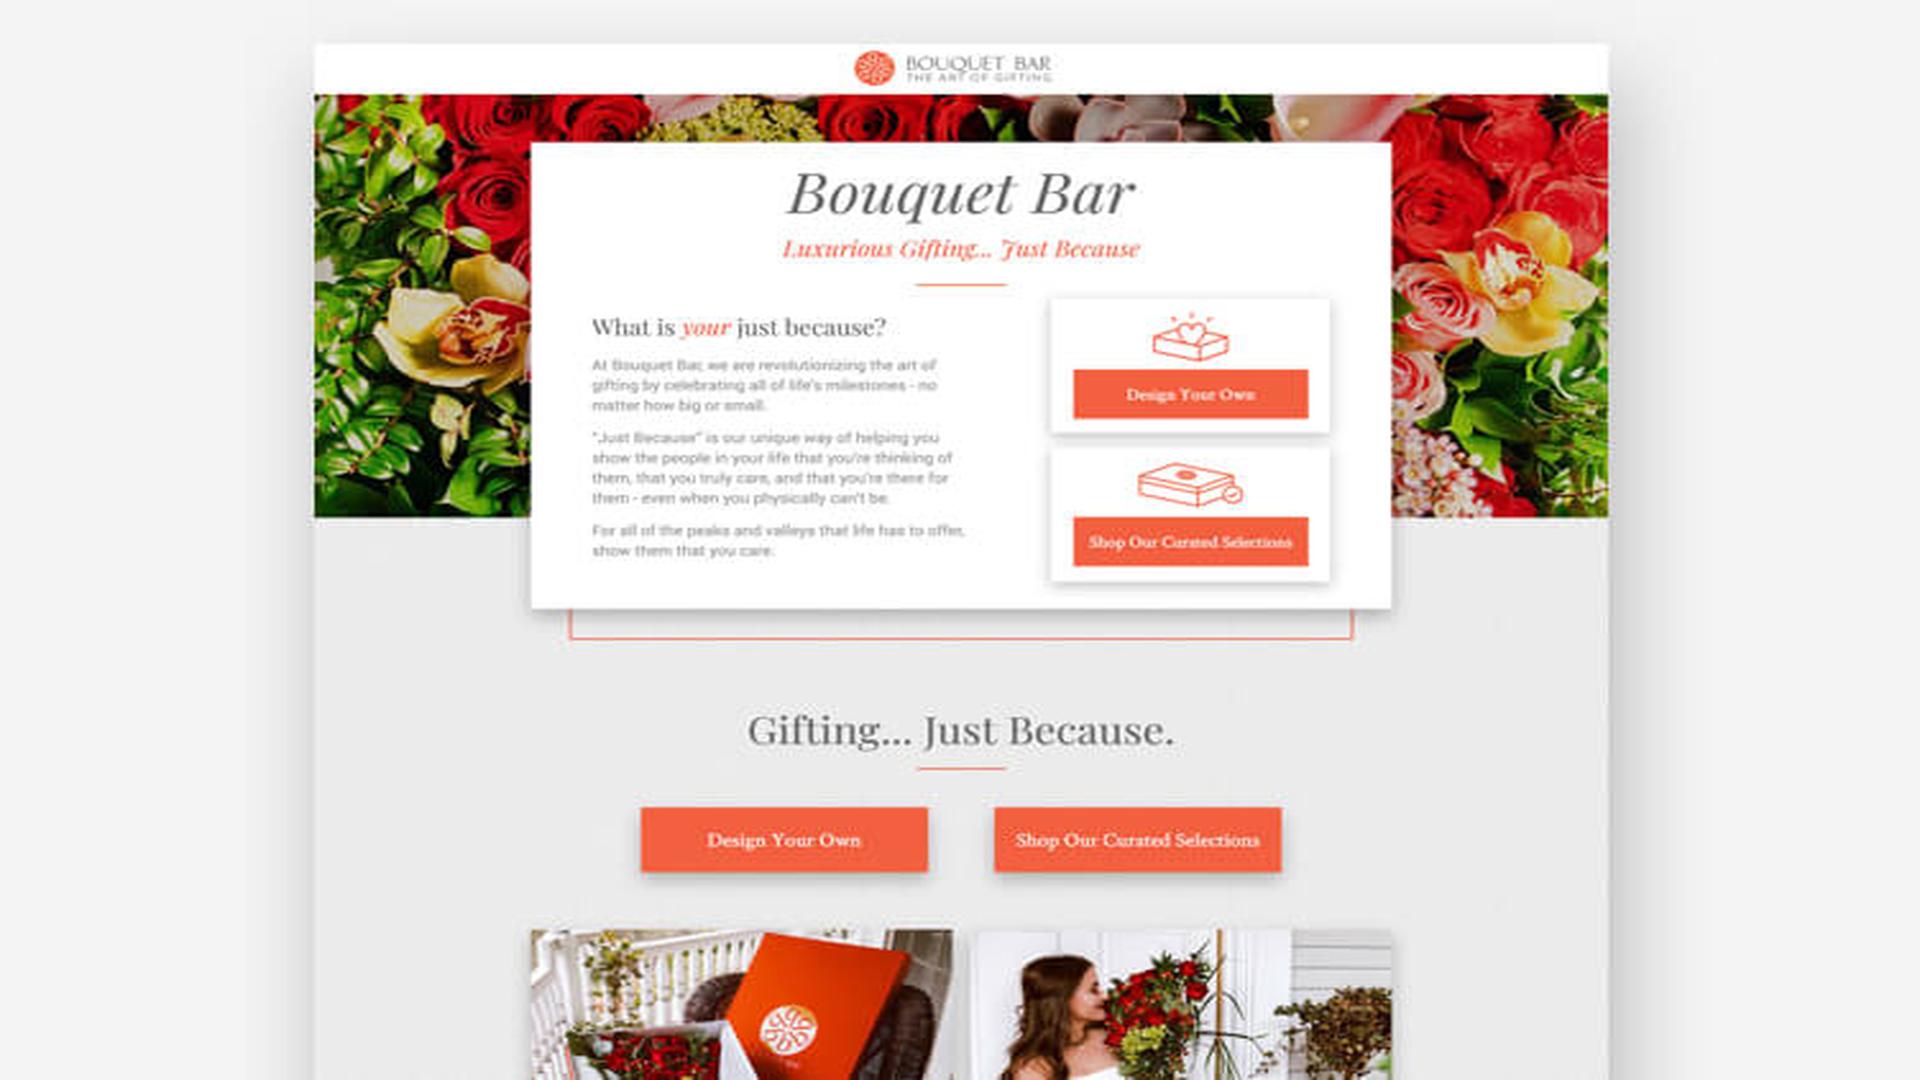 BOUQUET BAR
THE ART OF GIFTING
Bouquet Bar
Luxurious Gifting... Just Because
What is your just because?
At Bouquet Bar, we are revolutionizing the art of
gifting by celebrating all of life's milestones - no
matter how big or small.
"Just Because" is our unique way of helping you
show the people in your life that you're thinking of
them, that you truly care, and that you're there for
them - even when you physically can't be.
For all of the peaks and valleys that life has to offer,
show them that you care.
Design Your Own
Shop Our Curated Selections
Gifting... Just Because.
Design Your Own
Shop Our Curated Selections